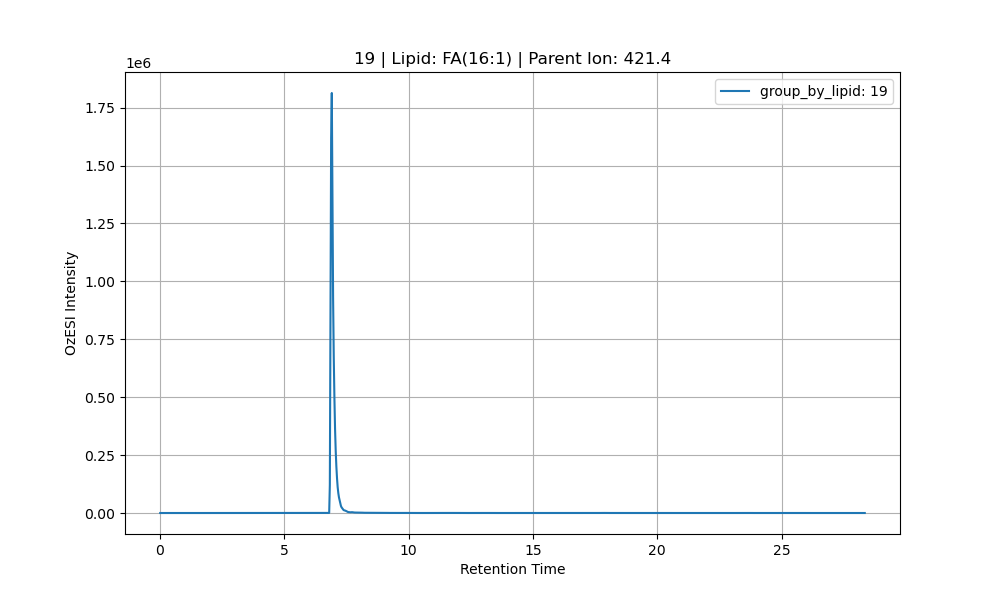 19 | Lipid: FA(16:1) | Parent Ion: 421.4
1e6
group_by_lipid: 19
1.75
1.50
1.25
1.00
0.75
0.50
0.25
0.00
OzESI Intensity
0 5 10 15 20 25
Retention Time